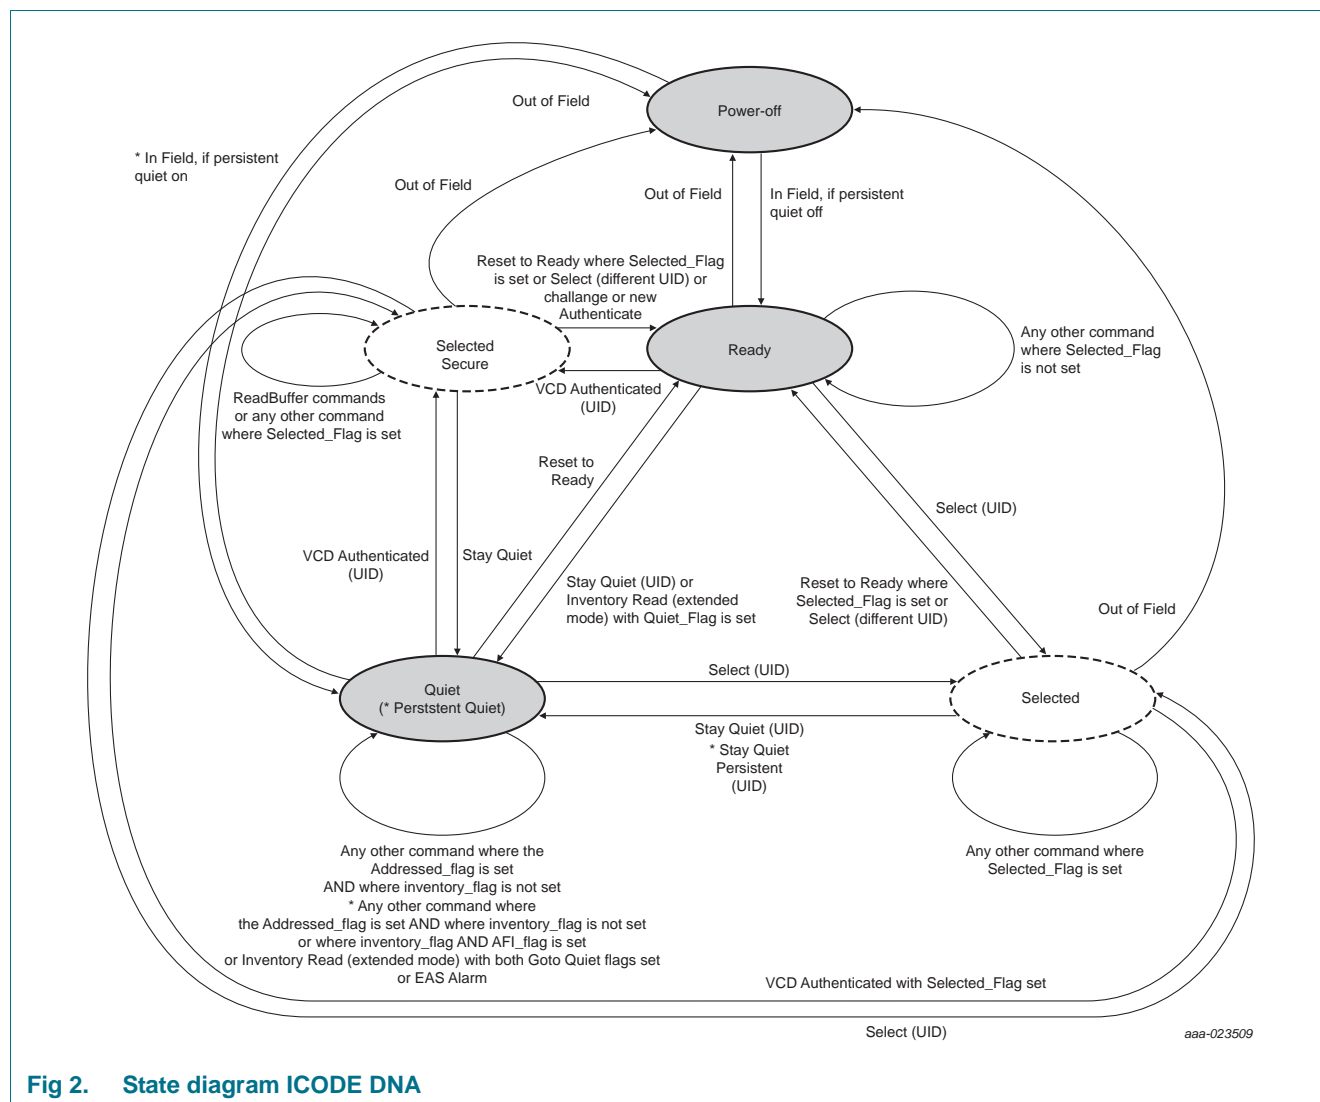 Out of Field
Power-off
* In Field, if persistent
quiet on
Out of Field
Out of Field
In Field, if persistent
quiet off
Reset to Ready where Selected_Flag
is set or Select (different UID) or
challange or new
Authenticate
Selected
Secure
Ready
Any other command
where Selected_Flag
is not set
VCD Authenticated
(UID)
ReadBuffer commands
or any other command
where Selected_Flag is set
Reset to
Ready
Select (UID)
VCD Authenticated
(UID)
Stay Quiet
Stay Quiet (UID) or
Inventory Read (extended
mode) with Quiet_Flag is set
Reset to Ready where
Selected_Flag is set or
Select (different UID)
Out of Field
Quiet
(* Perststent Quiet)
Select (UID)
Selected
Stay Quiet (UID)
* Stay Quiet
Persistent
(UID)
Any other command where the
Addressed_flag is set
AND where inventory_flag is not set
* Any other command where
the Addressed_flag is set AND where inventory_flag is not set
or where inventory_flag AND AFI_flag is set
or Inventory Read (extended mode) with both Goto Quiet flags set
or EAS Alarm
Any other command where
Selected_Flag is set
VCD Authenticated with Selected_Flag set
Select (UID)
aaa-023509
Fig 2. State diagram ICODE DNA